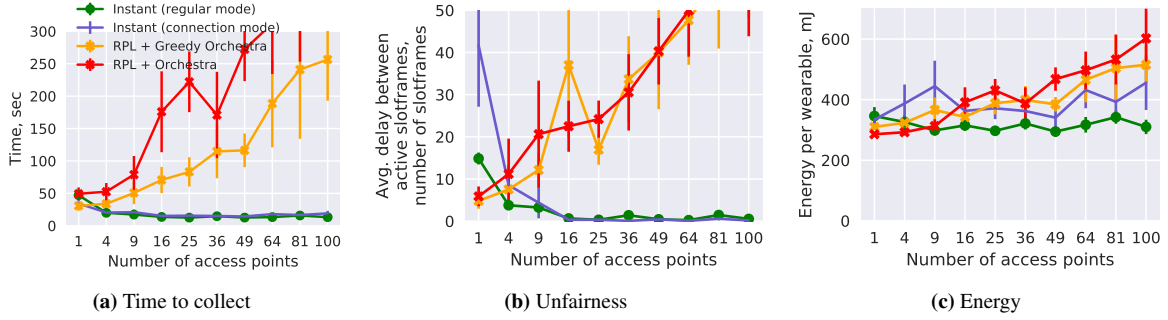 Instant (regular mode)
Instant (connection mode)
RPL + Greedy Orchestra
RPL + Orchestra
Time, sec
300
250
200
150
100
50
0
1 4 9 16 25 36 49 64 81 100
Number of access points
(a) Time to collect
Avg. delay between
active slotframes,
number of slotframes
50
40
30
20
10
0
1 4 9 16 25 36 49 64 81 100
Number of access points
(b) Unfairness
Energy per wearable, mJ
600
400
200
0
1 4 9 16 25 36 49 64 81 100
Number of access points
(c) Energy